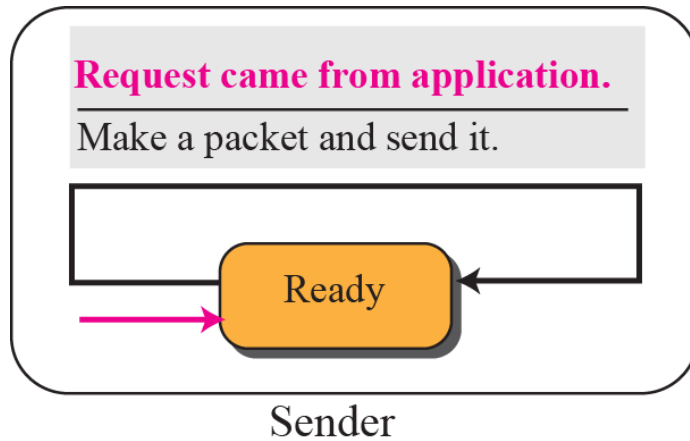 Request came from application.
Make a packet and send it.
Ready
Sender